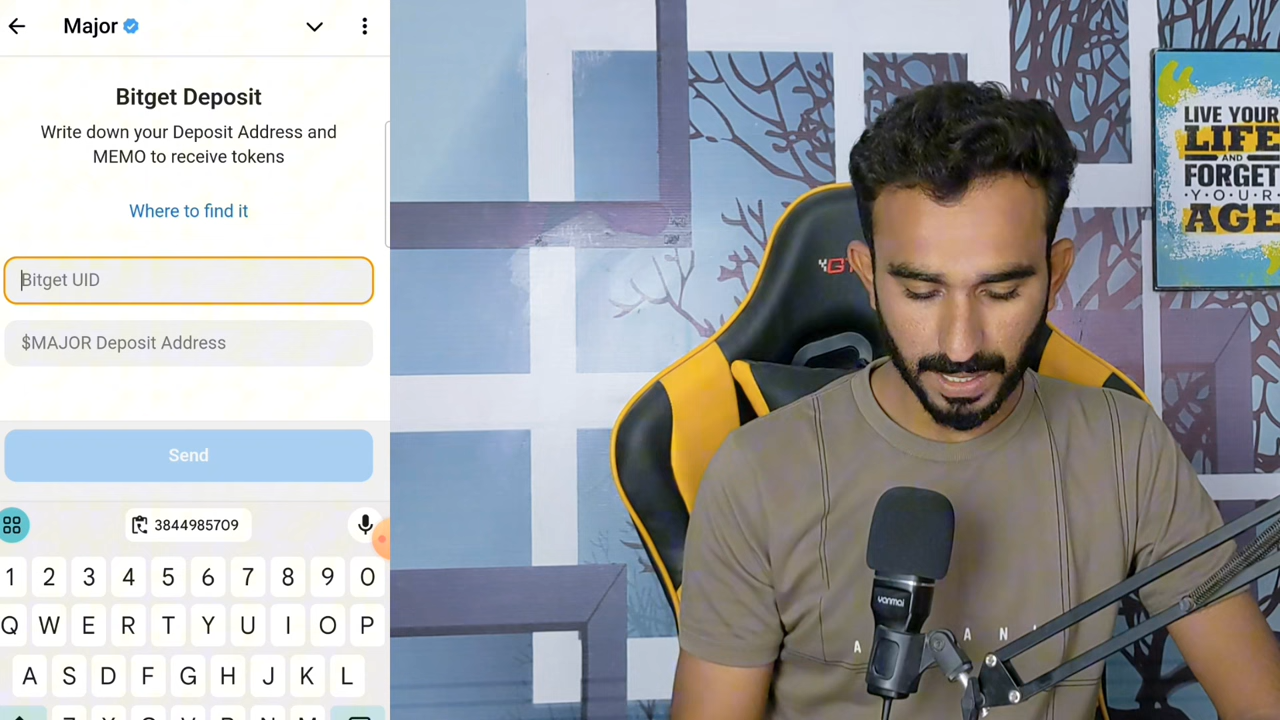 Major
Bitget Deposit
Write down your Deposit Address and
MEMO to receive tokens
Where to find it
Bitget UID
$MAJOR Deposit Address
Send
3844985709
1 2 3 4 5 6 7 8 9 0
Q W E R T Y U I O P
A S D F G H J K L
LIVE YOUR
LIFE
AND
FORGET
YOUR
AGE
yanmai